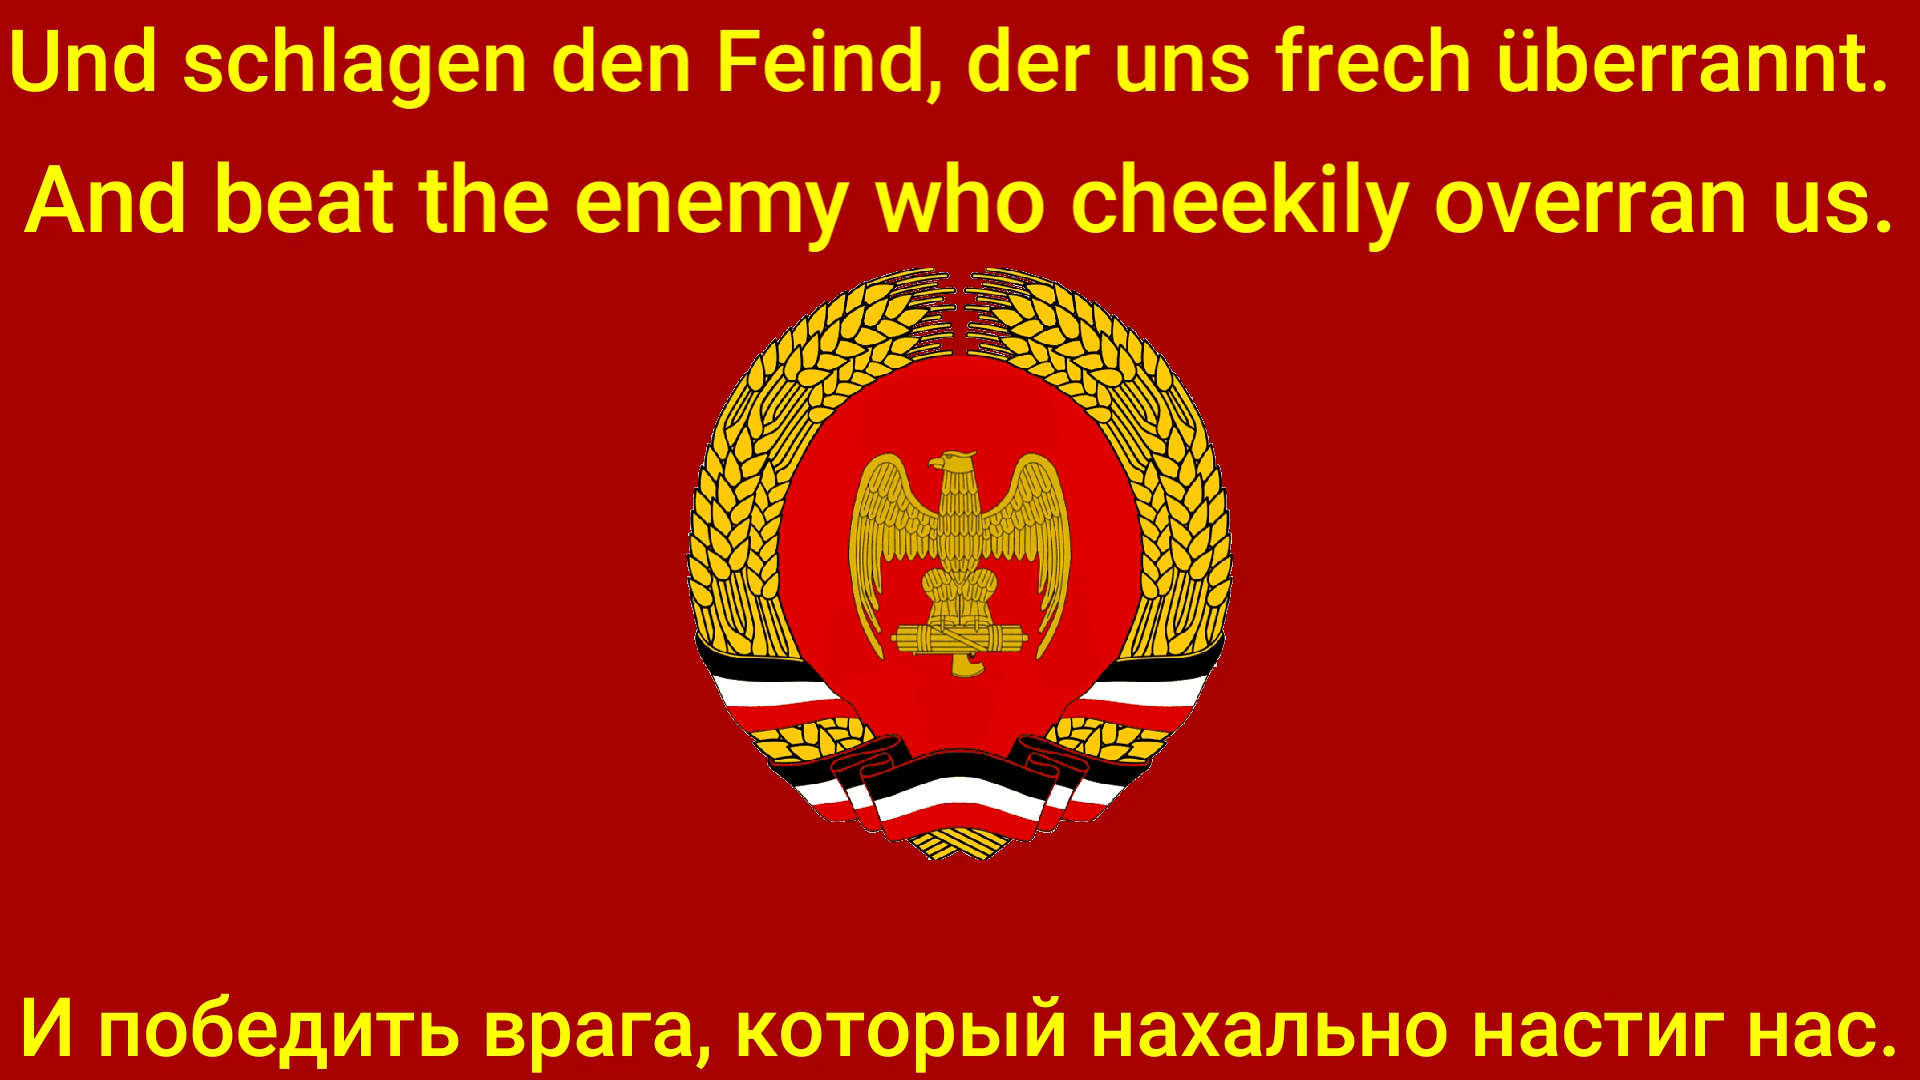 Und schlagen den Feind, der uns frech überrannt.
And beat the enemy who cheekily overran us.
И победить врага, который нахально настиг нас.